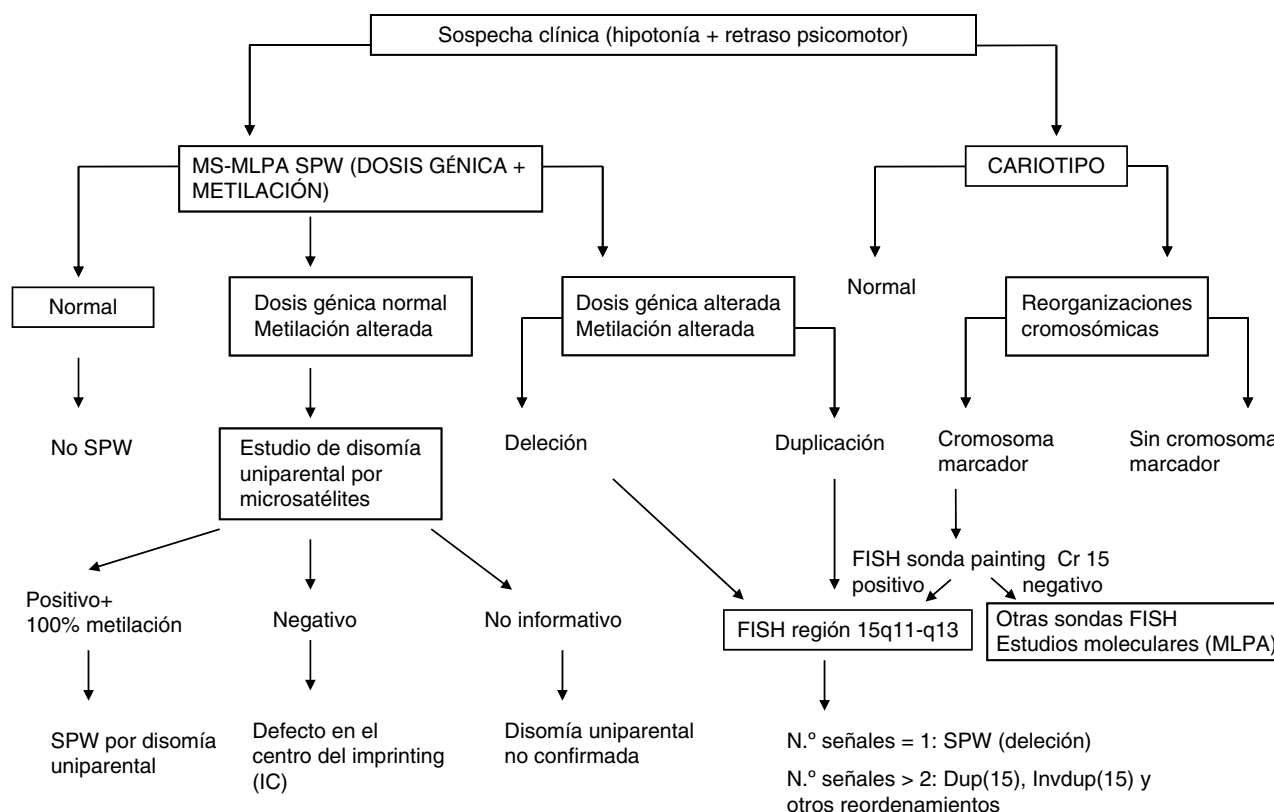 Sospecha clínica (hipotonía + retraso psicomotor)
MS-MLPA SPW (DOSIS GÉNICA +
METILACIÓN)
CARIOTIPO
Normal
Dosis génica normal
Metilación alterada
Dosis génica alterada
Metilación alterada
Normal
Reorganizaciones
cromosómicas
No SPW
Estudio de disomía
uniparental por
microsatélites
Deleción
Duplicación
Cromosoma
marcador
Sin cromosoma
marcador
FISH sonda painting Cr 15
positivo
negativo
Positivo+
100% metilación
Negativo
No informativo
FISH región 15q11-q13
Otras sondas FISH
Estudios moleculares (MLPA)
SPW por disomía
uniparental
Defecto en el
centro del imprinting
(IC)
Disomía uniparental
no confirmada
N.º señales = 1: SPW (deleción)
N.º señales > 2: Dup(15), Invdup(15) y
otros reordenamientos